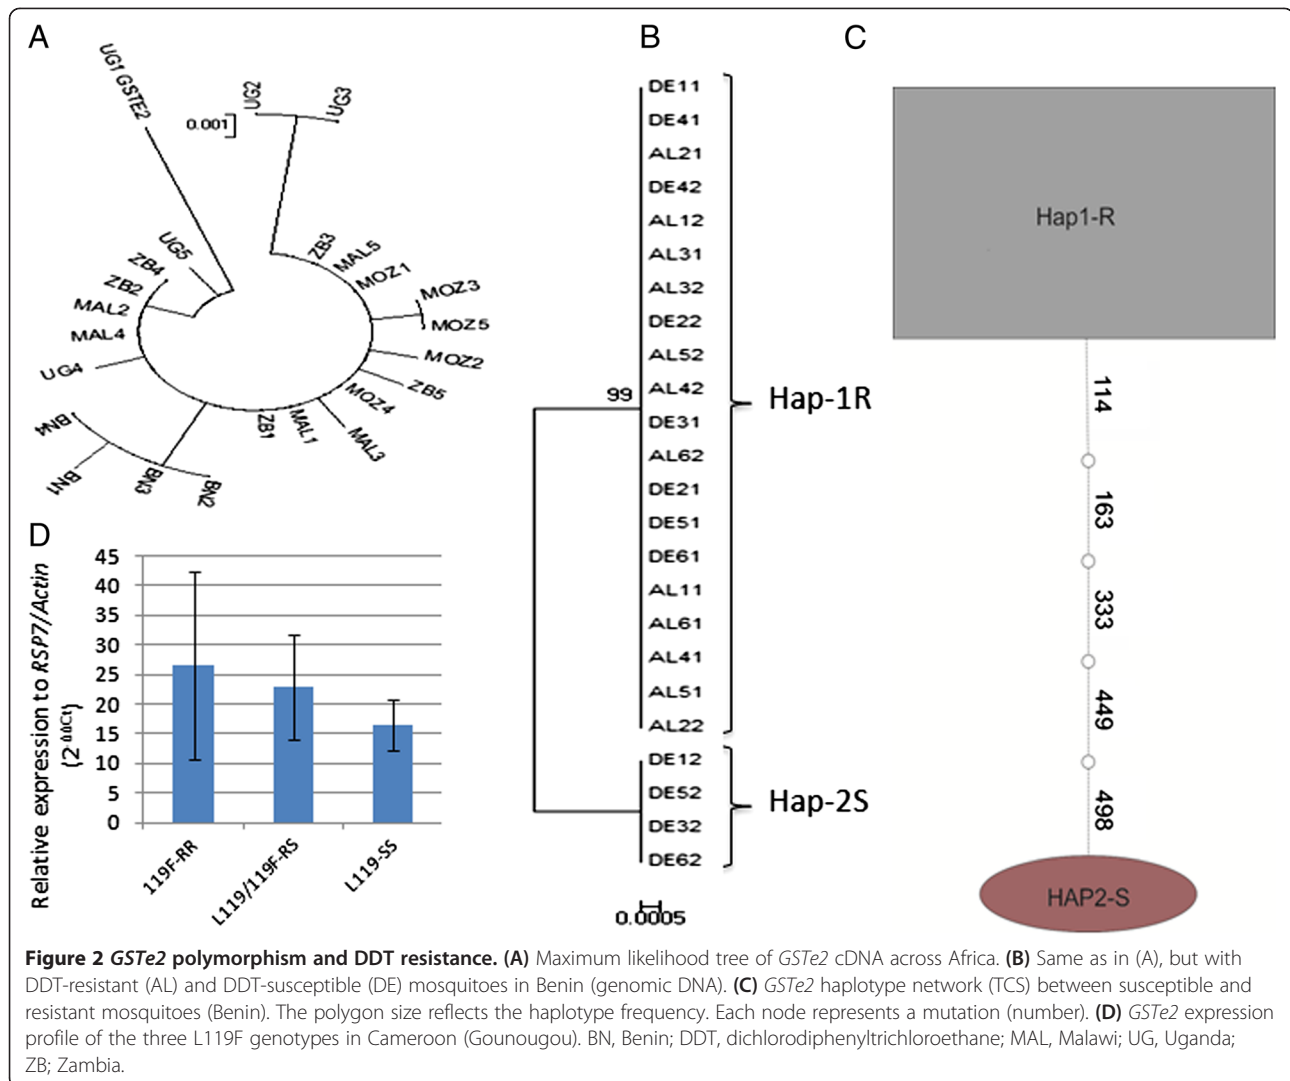 A
UG1 GSTE2
UG2
UG3
0.001
UG5
ZB4
ZB2
MAL2
MAL4
UG4
BN4
BN1
BN3
BN2
ZB1
MAL1
MAL3
MOZ4
ZB5
MOZ2
MOZ5
MOZ3
MOZ1
MAL5
ZB3
B
DE11
DE41
AL21
DE42
AL12
AL31
AL32
DE22
AL52
AL42
DE31
AL62
DE21
DE51
DE61
AL11
AL61
AL41
AL51
AL22
DE12
DE52
DE32
DE62
99
Hap-1R
Hap-2S
0.0005
C
Hap1-R
114
163
333
449
498
HAP2-S
D
Relative expression to RSP7/Actin
(2^-ΔΔCt)
45
40
35
30
25
20
15
10
5
0
119F-RR
L119/119F-RS
L119-SS
Figure 2 GSTe2 polymorphism and DDT resistance. (A) Maximum likelihood tree of GSTe2 cDNA across Africa. (B) Same as in (A), but with
DDT-resistant (AL) and DDT-susceptible (DE) mosquitoes in Benin (genomic DNA). (C) GSTe2 haplotype network (TCS) between susceptible and
resistant mosquitoes (Benin). The polygon size reflects the haplotype frequency. Each node represents a mutation (number). (D) GSTe2 expression
profile of the three L119F genotypes in Cameroon (Gounougou). BN, Benin; DDT, dichlorodiphenyltrichloroethane; MAL, Malawi; UG, Uganda;
ZB; Zambia.